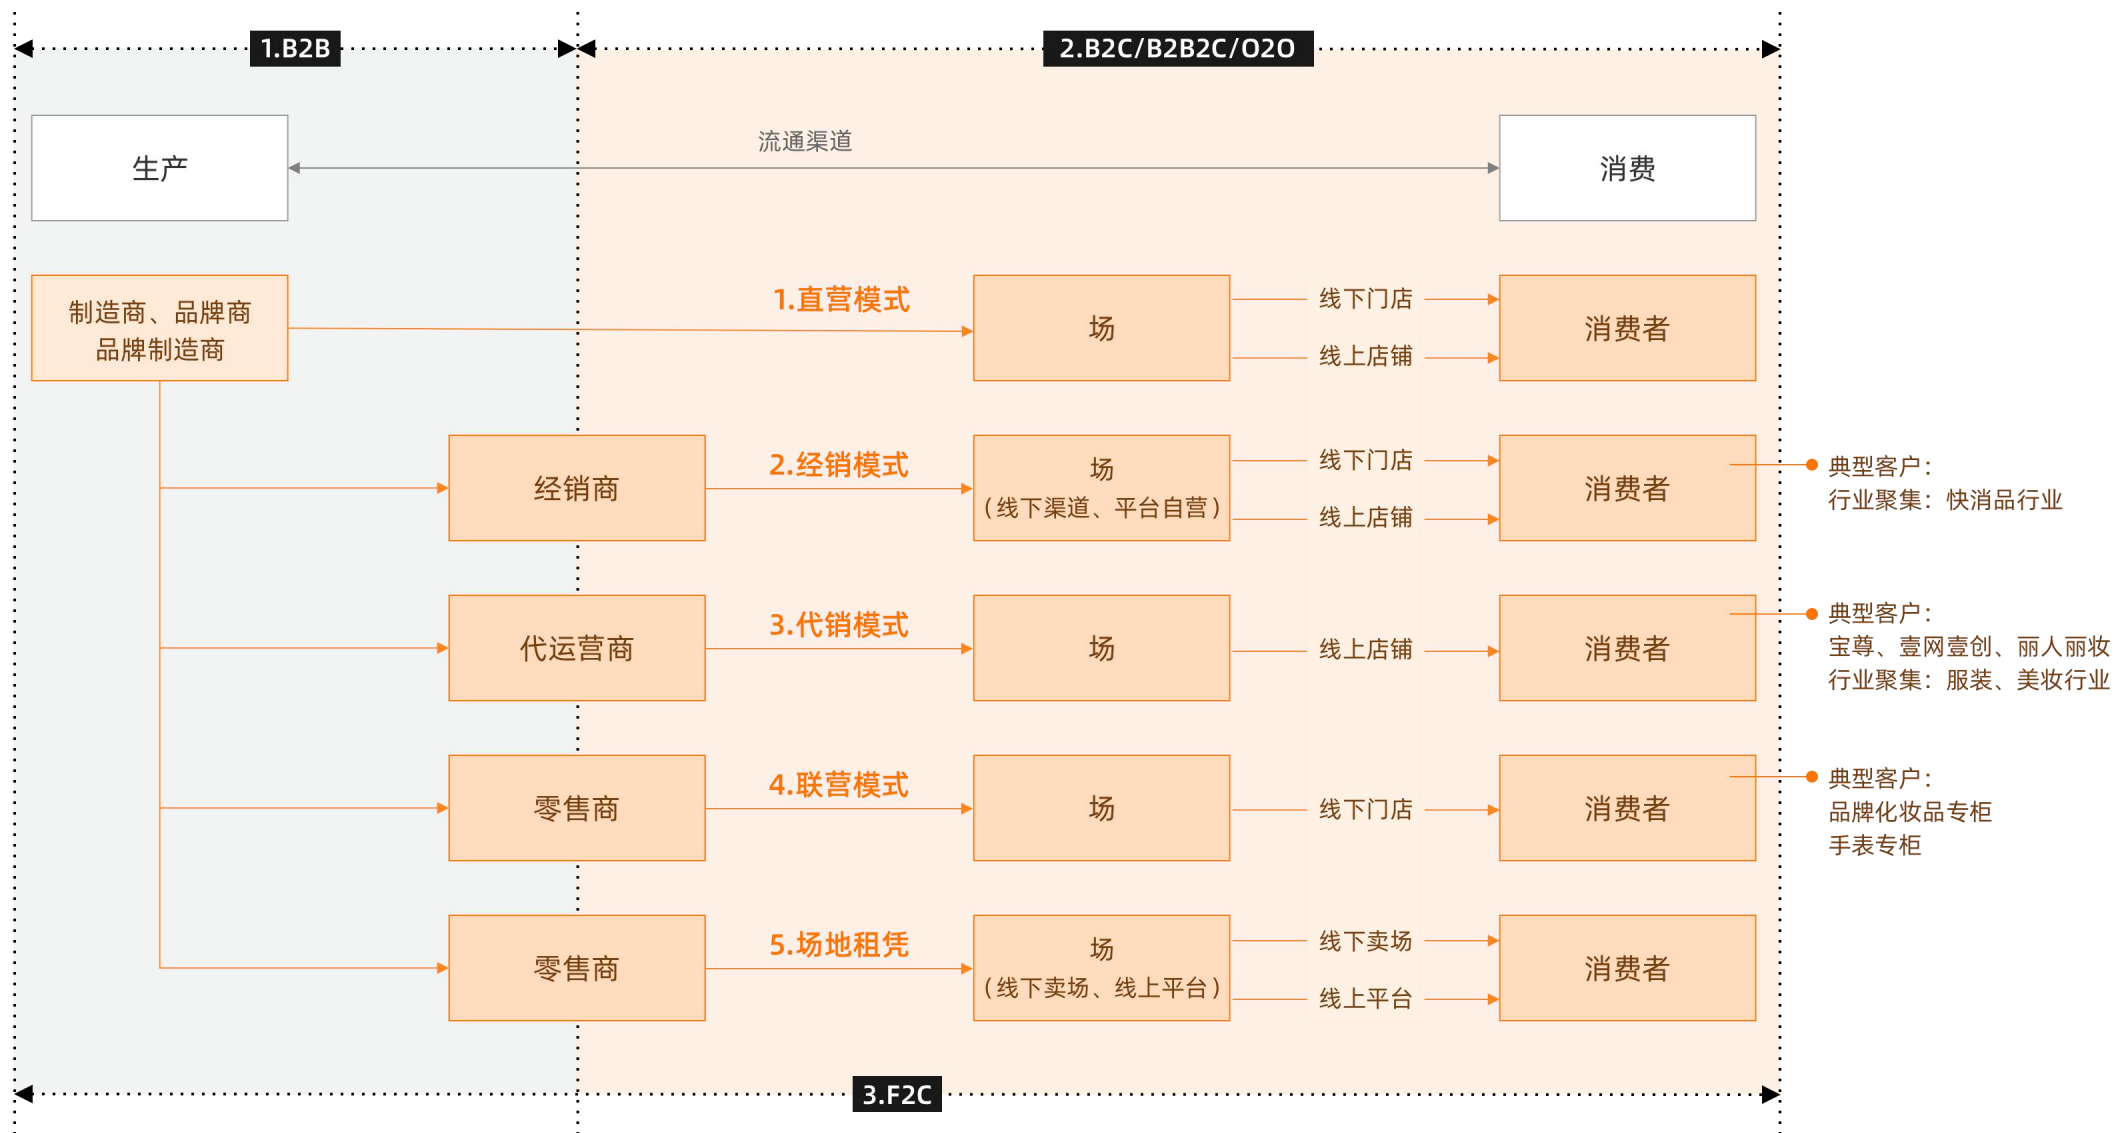 1.B2B
2.B2C/B2B2C/O2O
生产
流通渠道
消费
制造商、品牌商
品牌制造商
1.直营模式
场
线下门店
线上店铺
消费者
经销商
2.经销模式
场
（线下渠道、平台自营）
线下门店
线上店铺
消费者
典型客户：
行业聚集：快消品行业
代运营商
3.代销模式
场
线上店铺
消费者
典型客户：
宝尊、壹网壹创、丽人丽妆
行业聚集：服装、美妆行业
零售商
4.联营模式
场
线下门店
消费者
典型客户：
品牌化妆品专柜
手表专柜
零售商
5.场地租凭
场
（线下卖场、线上平台）
线下卖场
线上平台
消费者
3.F2C